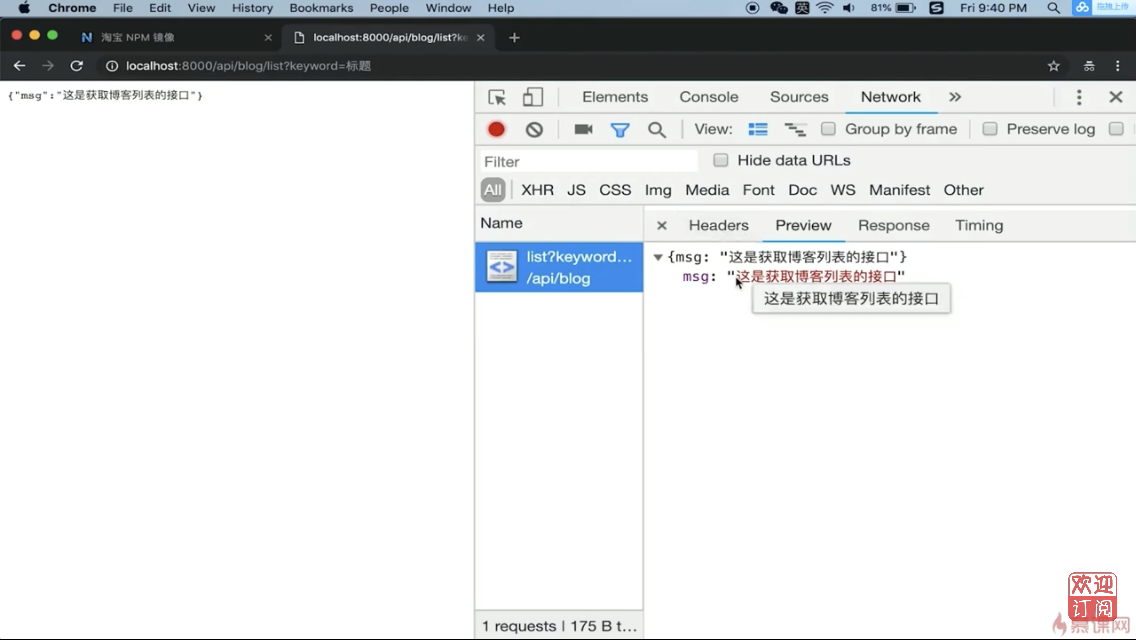 Chrome File Edit View History Bookmarks People Window Help 英 81% Fri 9:40 PM 拖拽上传
淘宝 NPM 镜像 localhost:8000/api/blog/list?k
localhost:8000/api/blog/list?keyword=标题
{"msg":"这是获取博客列表的接口"}
Elements Console Sources Network »
View: Group by frame Preserve log
Filter Hide data URLs
All XHR JS CSS Img Media Font Doc WS Manifest Other
Name
Headers Preview Response Timing
list?keyword...
/api/blog
{msg: "这是获取博客列表的接口"}
msg: "这是获取博客列表的接口"
这是获取博客列表的接口
1 requests | 175 B t...
欢迎
订阅
慕课网